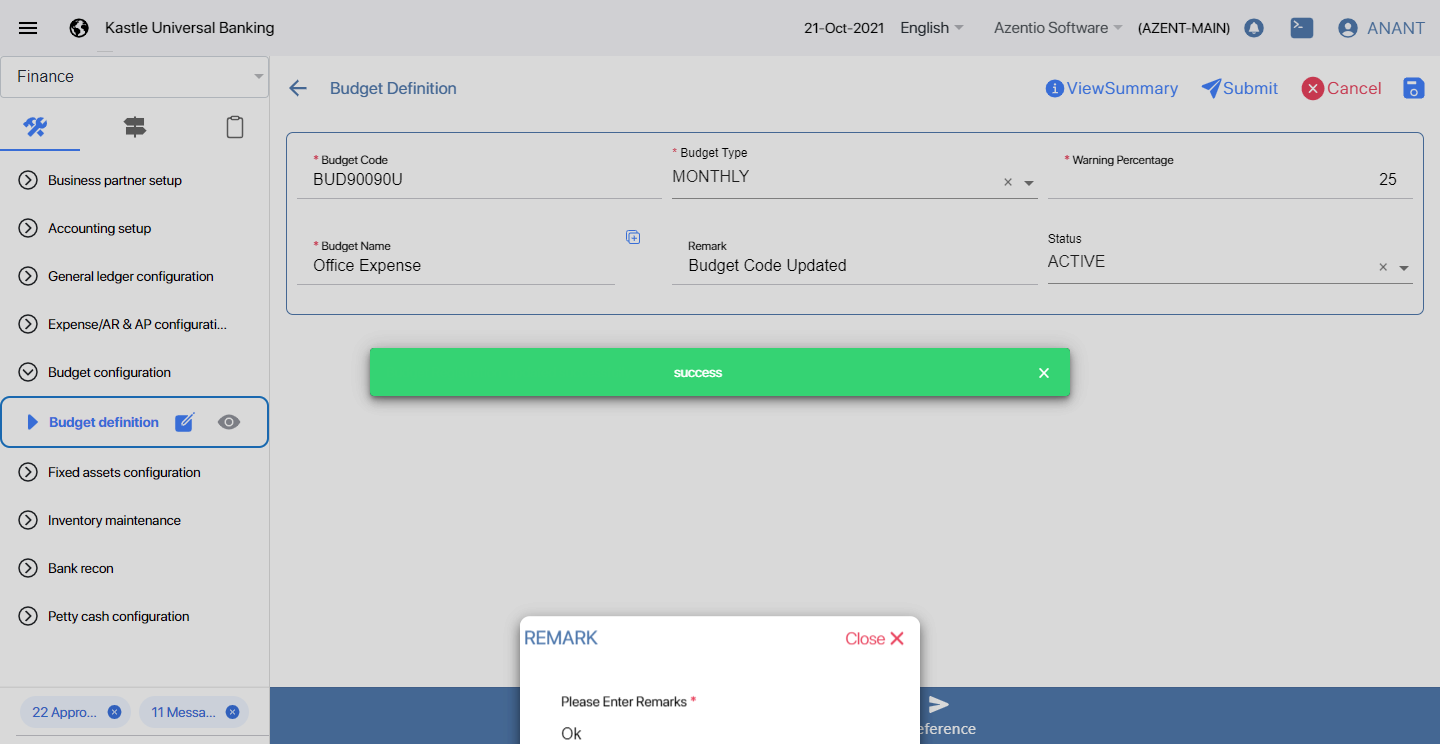 Kastle Universal Banking
21-Oct-2021 English Azentio Software (AZENT-MAIN) ANANT
Finance
Budget Definition
ViewSummary Submit Cancel
Business partner setup
Accounting setup
General ledger configuration
Expense/AR & AP configurati...
Budget configuration
Budget definition
Fixed assets configuration
Inventory maintenance
Bank recon
Petty cash configuration
22 Appro... 11 Messa...
* Budget Code
BUD90090U
* Budget Type
MONTHLY
* Warning Percentage
25
* Budget Name
Office Expense
Remark
Budget Code Updated
Status
ACTIVE
success
REMARK Close
Please Enter Remarks *
Ok
eference